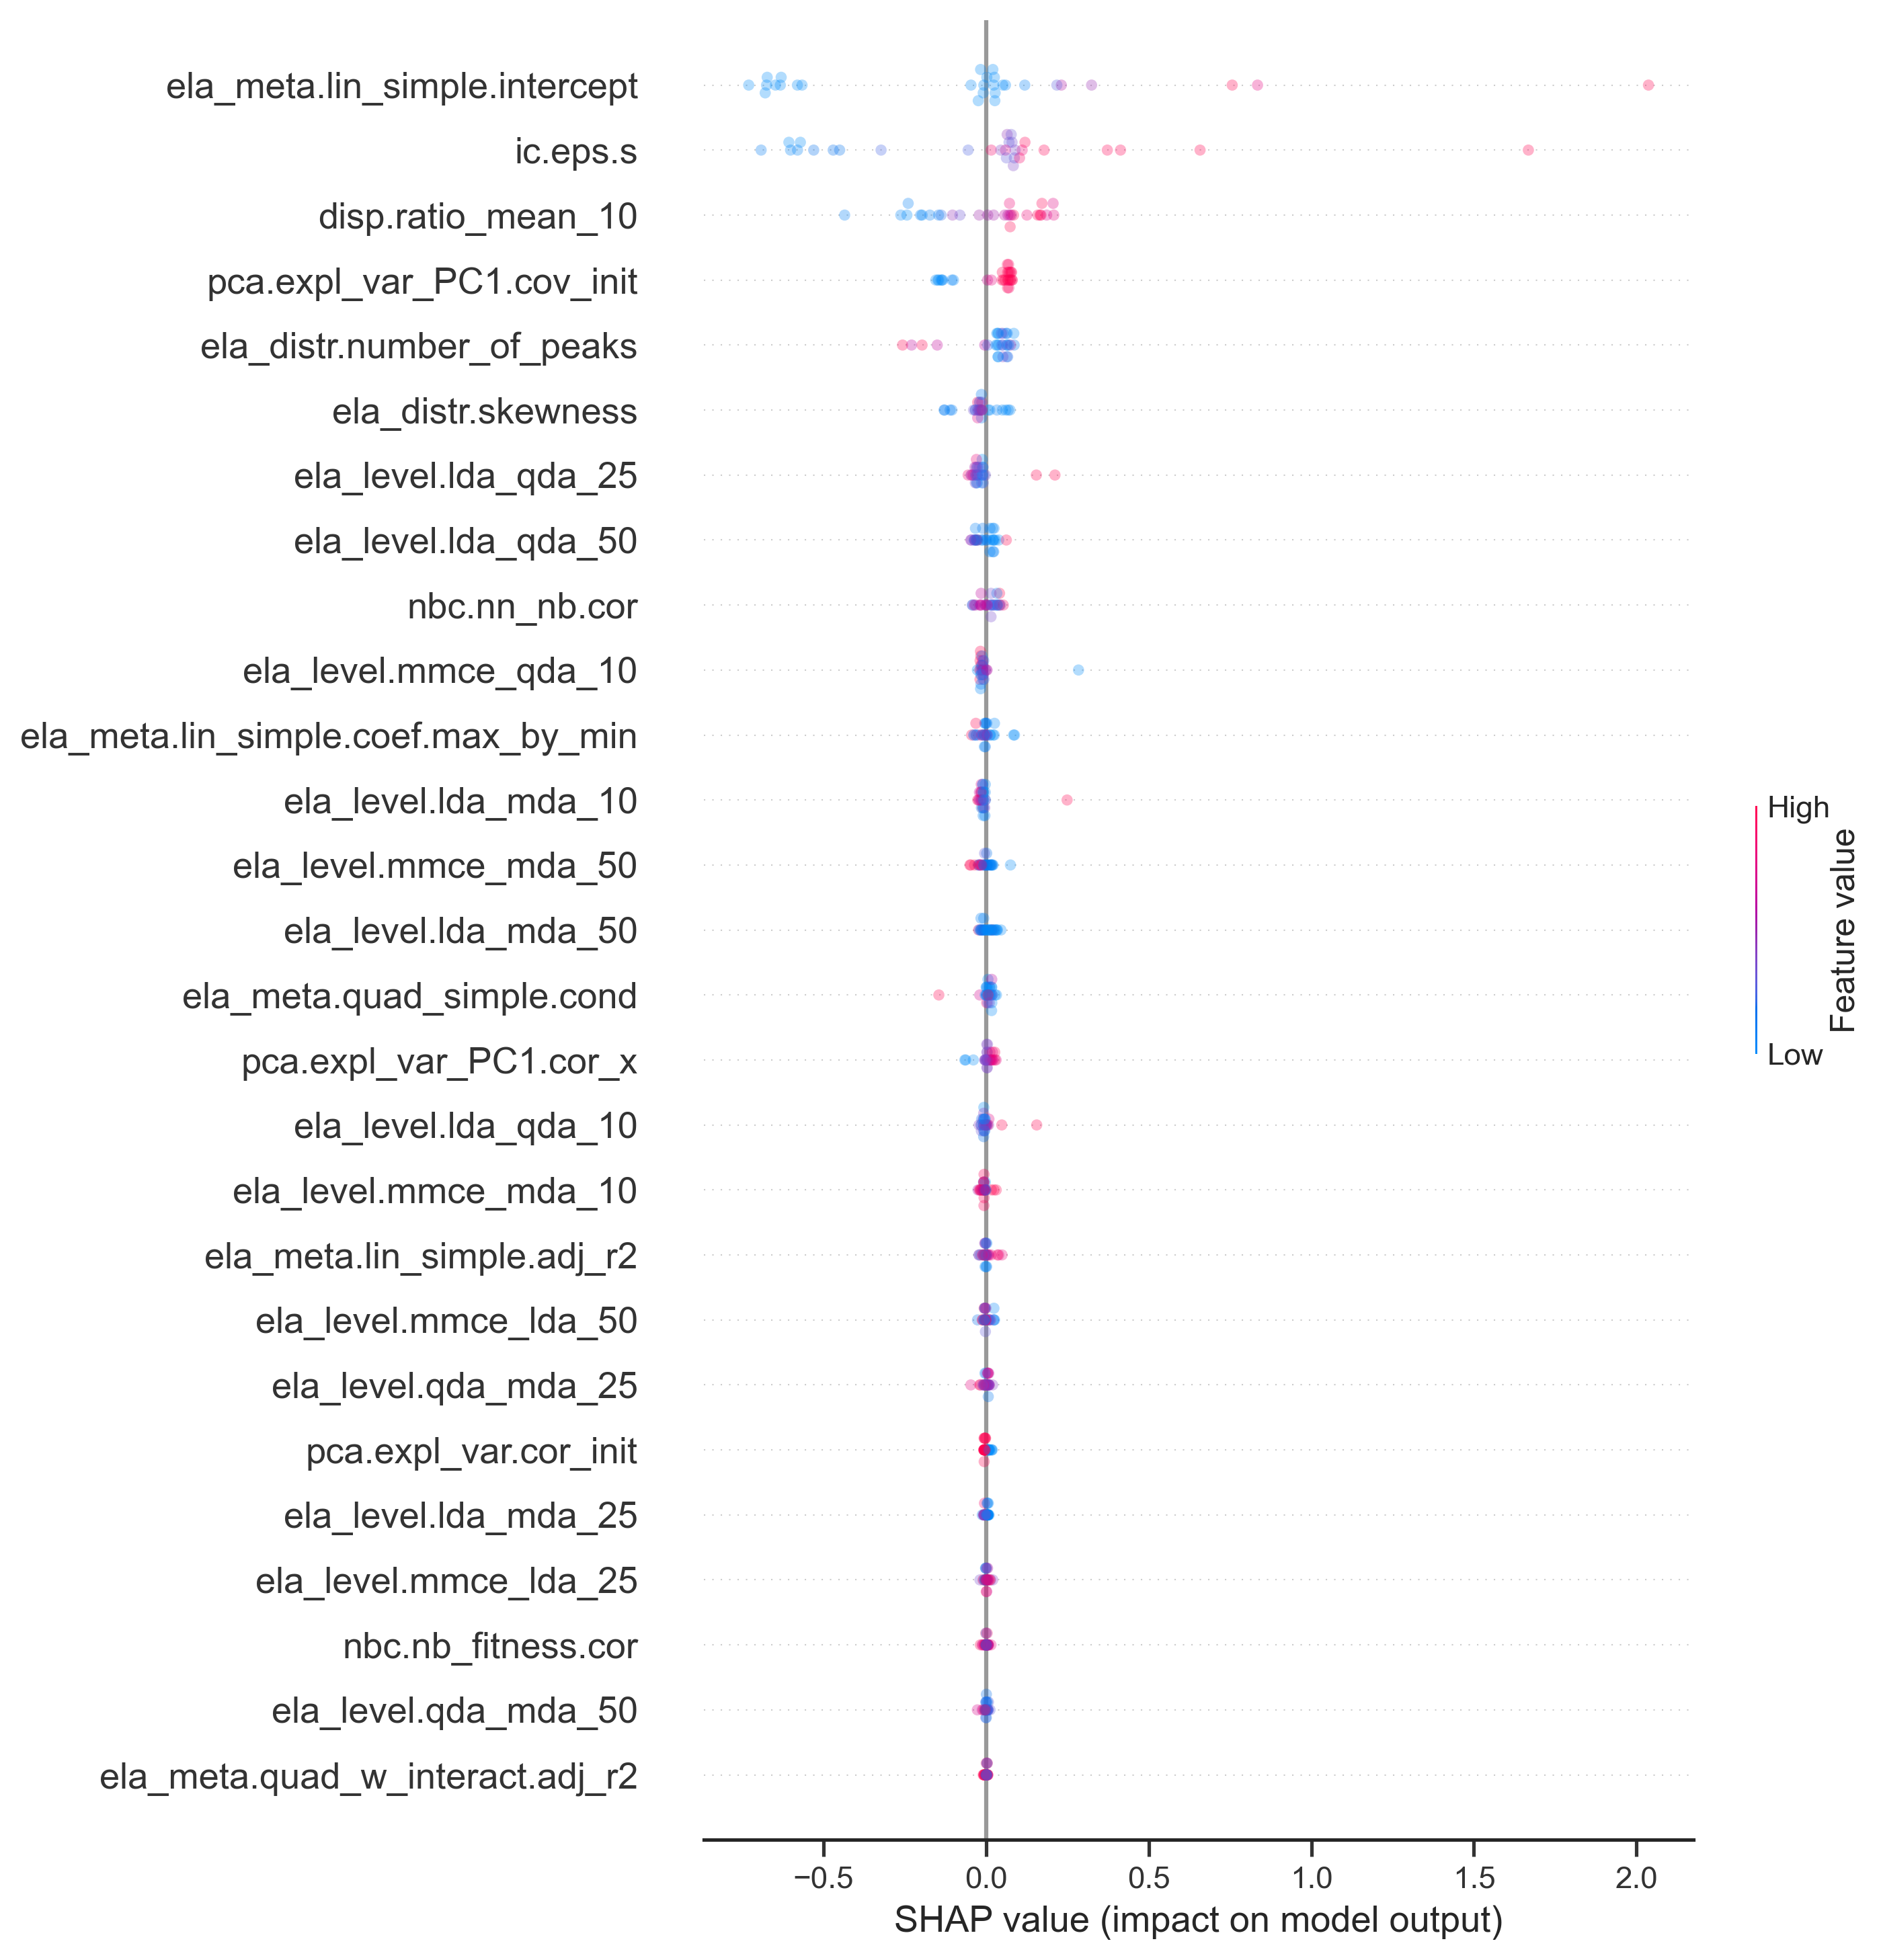 ela_meta.lin_simple.intercept
ic.eps.s
disp.ratio_mean_10
pca.expl_var_PC1.cov_init
ela_distr.number_of_peaks
ela_distr.skewness
ela_level.lda_qda_25
ela_level.lda_qda_50
nbc.nn_nb.cor
ela_level.mmce_qda_10
ela_meta.lin_simple.coef.max_by_min
ela_level.lda_mda_10
ela_level.mmce_mda_50
ela_level.lda_mda_50
ela_meta.quad_simple.cond
pca.expl_var_PC1.cor_x
ela_level.lda_qda_10
ela_level.mmce_mda_10
ela_meta.lin_simple.adj_r2
ela_level.mmce_lda_50
ela_level.qda_mda_25
pca.expl_var.cor_init
ela_level.lda_mda_25
ela_level.mmce_lda_25
nbc.nb_fitness.cor
ela_level.qda_mda_50
ela_meta.quad_w_interact.adj_r2
−0.5 0.0 0.5 1.0 1.5 2.0
SHAP value (impact on model output)
High
Feature value
Low